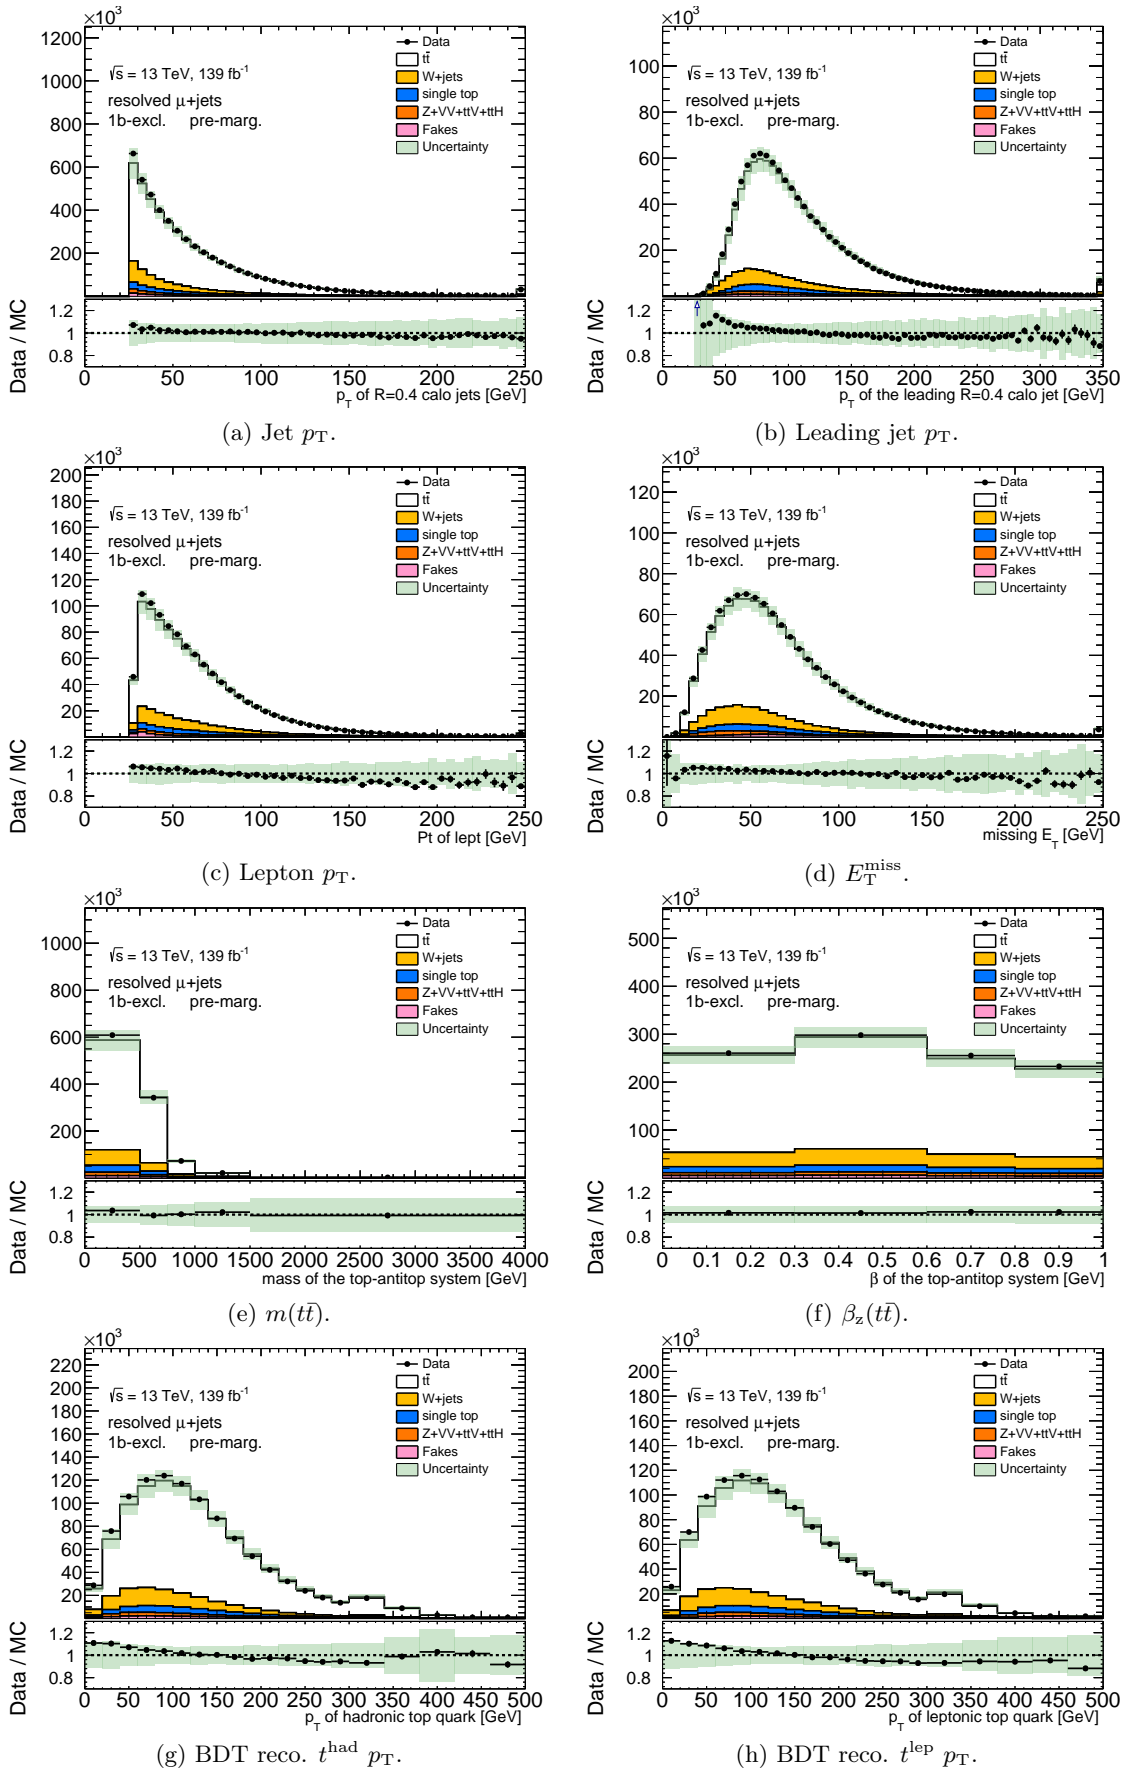 ×10³
1200
1000
800
600
400
200
√s = 13 TeV, 139 fb⁻¹
resolved μ+jets
1b-excl. pre-marg.
Data
tt̄
W+jets
single top
Z+VV+ttV+ttH
Fakes
Uncertainty
Data / MC
1.2
1
0.8
0 50 100 150 200 250
p_T of R=0.4 calo jets [GeV]
(a) Jet p_T.
×10³
100
80
60
40
20
√s = 13 TeV, 139 fb⁻¹
resolved μ+jets
1b-excl. pre-marg.
Data
tt̄
W+jets
single top
Z+VV+ttV+ttH
Fakes
Uncertainty
Data / MC
1.2
1
0.8
0 50 100 150 200 250 300 350
p_T of the leading R=0.4 calo jet [GeV]
(b) Leading jet p_T.
×10³
200
180
160
140
120
100
80
60
40
20
√s = 13 TeV, 139 fb⁻¹
resolved μ+jets
1b-excl. pre-marg.
Data
tt̄
W+jets
single top
Z+VV+ttV+ttH
Fakes
Uncertainty
Data / MC
1.2
1
0.8
0 50 100 150 200 250
Pt of lept [GeV]
(c) Lepton p_T.
×10³
120
100
80
60
40
20
√s = 13 TeV, 139 fb⁻¹
resolved μ+jets
1b-excl. pre-marg.
Data
tt̄
W+jets
single top
Z+VV+ttV+ttH
Fakes
Uncertainty
Data / MC
1.2
1
0.8
0 50 100 150 200 250
missing E_T [GeV]
(d) E_T^miss.
×10³
1000
800
600
400
200
√s = 13 TeV, 139 fb⁻¹
resolved μ+jets
1b-excl. pre-marg.
Data
tt̄
W+jets
single top
Z+VV+ttV+ttH
Fakes
Uncertainty
Data / MC
1.2
1
0.8
0 500 1000 1500 2000 2500 3000 3500 4000
mass of the top-antitop system [GeV]
(e) m(tt̄).
×10³
500
400
300
200
100
√s = 13 TeV, 139 fb⁻¹
resolved μ+jets
1b-excl. pre-marg.
Data
tt̄
W+jets
single top
Z+VV+ttV+ttH
Fakes
Uncertainty
Data / MC
1.2
1
0.8
0 0.1 0.2 0.3 0.4 0.5 0.6 0.7 0.8 0.9 1
β of the top-antitop system [GeV]
(f) β_z(tt̄).
×10³
220
200
180
160
140
120
100
80
60
40
20
√s = 13 TeV, 139 fb⁻¹
resolved μ+jets
1b-excl. pre-marg.
Data
tt̄
W+jets
single top
Z+VV+ttV+ttH
Fakes
Uncertainty
Data / MC
1.2
1
0.8
0 50 100 150 200 250 300 350 400 450 500
p_T of hadronic top quark [GeV]
(g) BDT reco. t^had p_T.
×10³
200
180
160
140
120
100
80
60
40
20
√s = 13 TeV, 139 fb⁻¹
resolved μ+jets
1b-excl. pre-marg.
Data
tt̄
W+jets
single top
Z+VV+ttV+ttH
Fakes
Uncertainty
Data / MC
1.2
1
0.8
0 50 100 150 200 250 300 350 400 450 500
p_T of leptonic top quark [GeV]
(h) BDT reco. t^lep p_T.